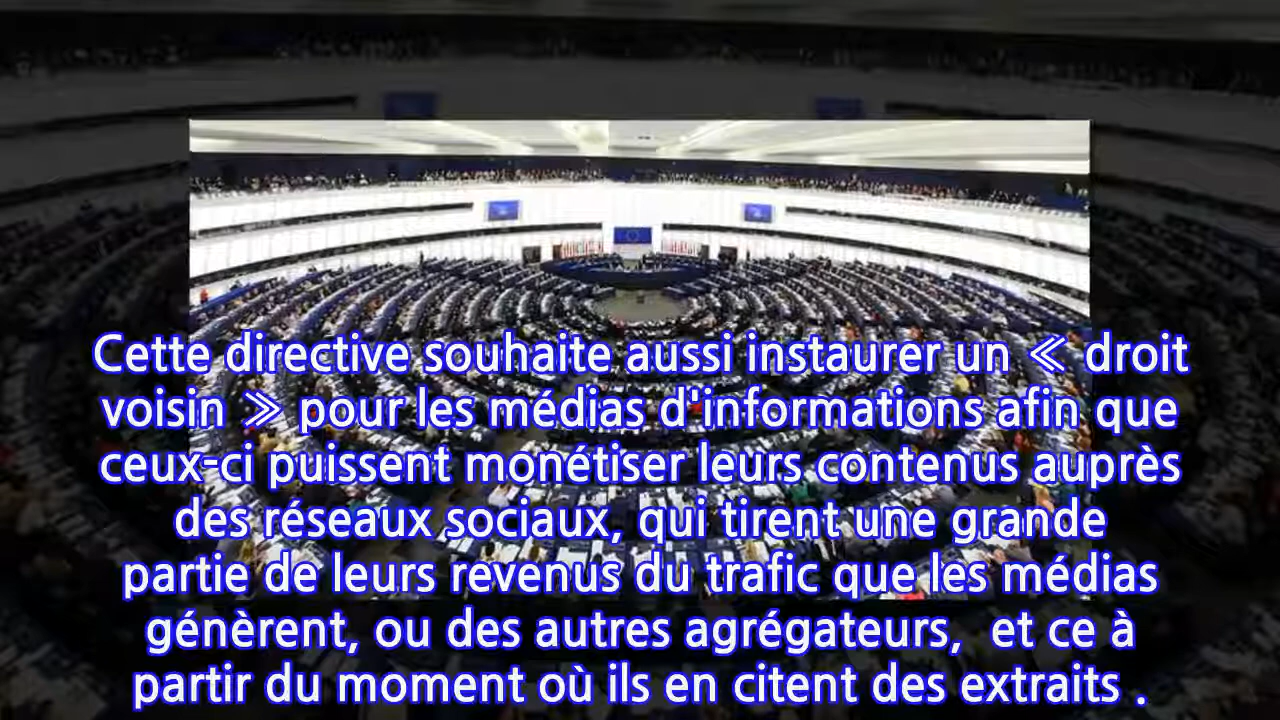 Cette directive souhaite aussi instaurer un ≪ droit
voisin ≫ pour les médias d'informations afin que
ceux-ci puissent monétiser leurs contenus auprès
des réseaux sociaux, qui tirent une grande
partie de leurs revenus du trafic que les médias
génèrent, ou des autres agrégateurs,  et ce à
partir du moment où ils en citent des extraits .